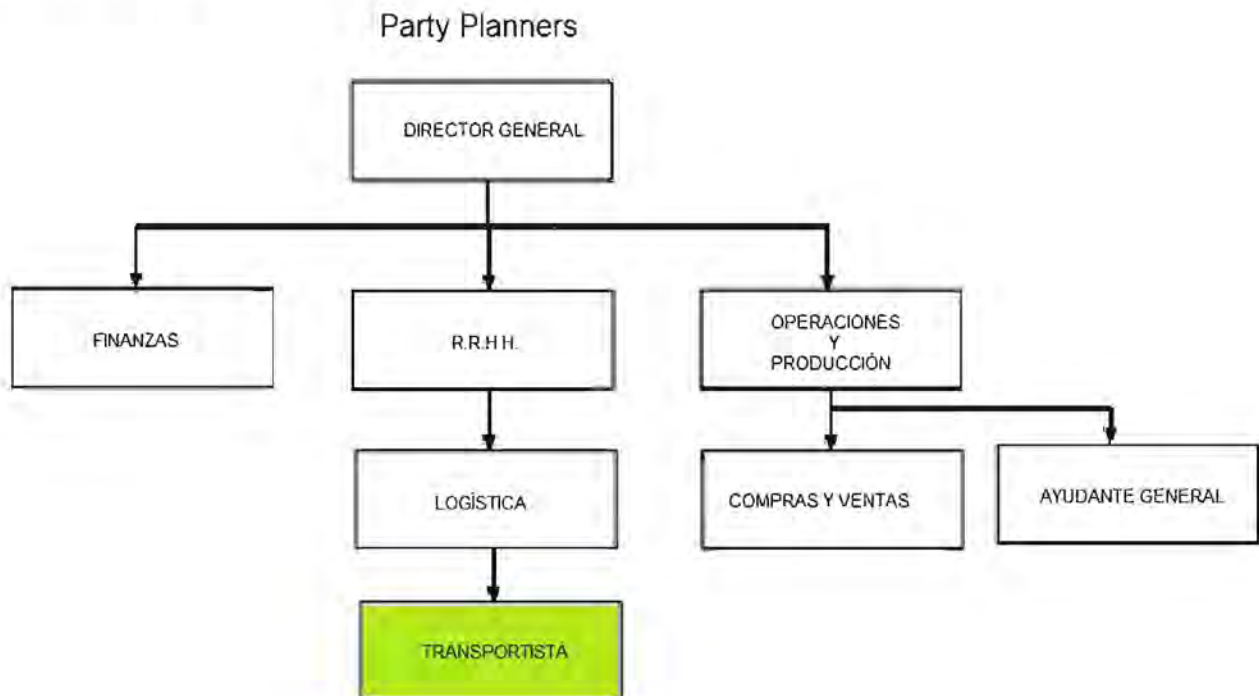 Party Planners
DIRECTOR GENERAL
FINANZAS
R.R.H H.
OPERACIONES
Y
PRODUCCIÓN
LOGÍSTICA
COMPRAS Y VENTAS
AYUDANTE GENERAL
TRANSPORTISTA